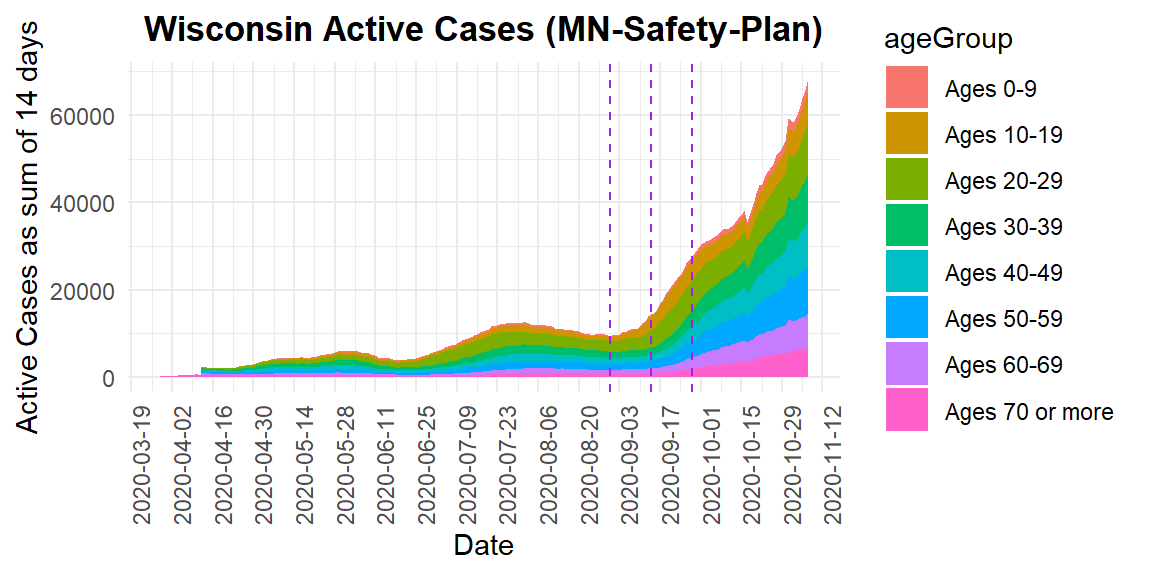 Wisconsin Active Cases (MN-Safety-Plan)
Active Cases as sum of 14 days
60000
40000
20000
0
2020-03-19
2020-04-02
2020-04-16
2020-04-30
2020-05-14
2020-05-28
2020-06-11
2020-06-25
2020-07-09
2020-07-23
2020-08-06
2020-08-20
2020-09-03
2020-09-17
2020-10-01
2020-10-15
2020-10-29
2020-11-12
Date
ageGroup
Ages 0-9
Ages 10-19
Ages 20-29
Ages 30-39
Ages 40-49
Ages 50-59
Ages 60-69
Ages 70 or more